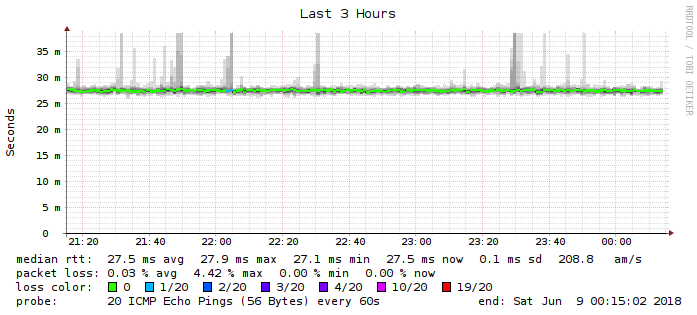 Last 3 Hours
RRDTOOL / TOBI OETIKER
Seconds
35 m
30 m
25 m
20 m
15 m
10 m
5 m
0
21:20 21:40 22:00 22:20 22:40 23:00 23:20 23:40 00:00
median rtt: 27.5 ms avg 27.9 ms max 27.1 ms min 27.5 ms now 0.1 ms sd 208.8 am/s
packet loss: 0.03 % avg 4.42 % max 0.00 % min 0.00 % now
loss color: 0 1/20 2/20 3/20 4/20 10/20 19/20
probe: 20 ICMP Echo Pings (56 Bytes) every 60s end: Sat Jun 9 00:15:02 2018